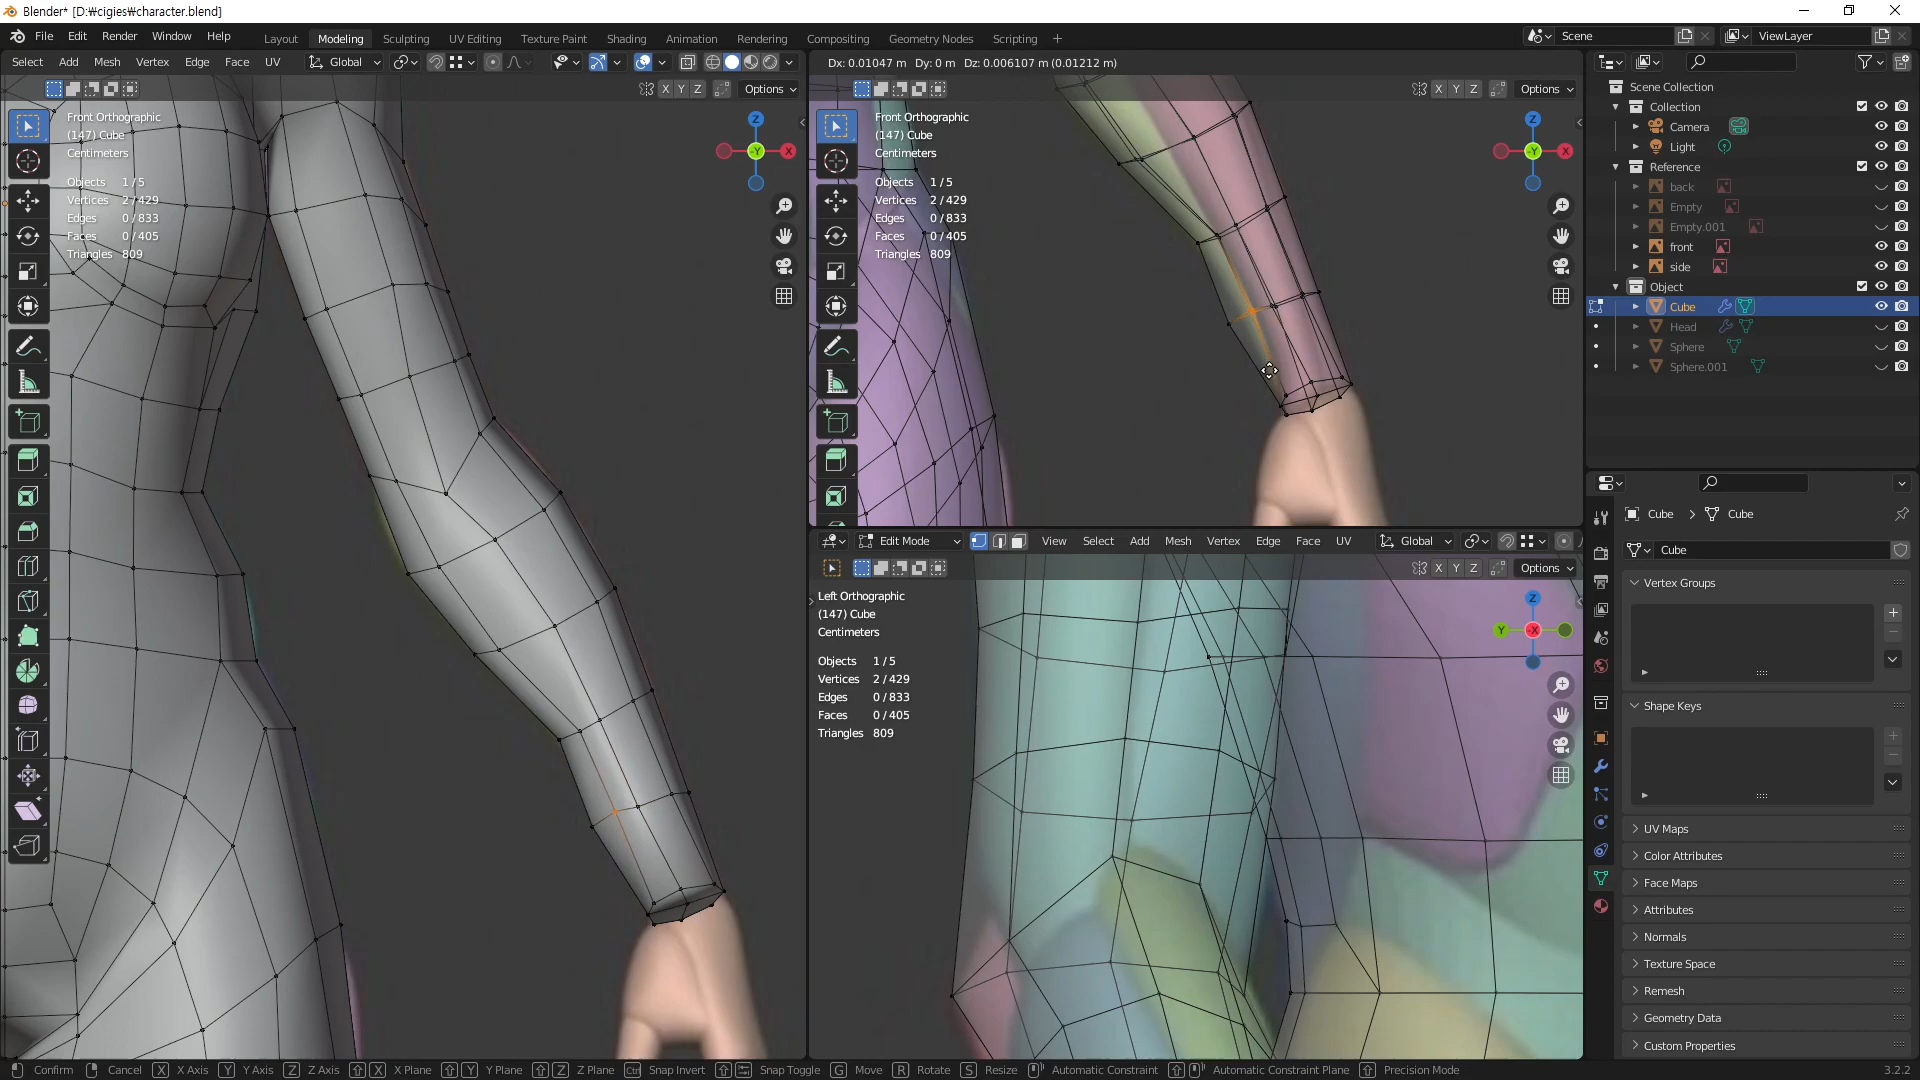 Blender* [D:₩cigies₩character.blend]
File Edit Render Window Help
Layout Modeling Sculpting UV Editing Texture Paint Shading Animation Rendering Compositing Geometry Nodes Scripting +
Scene
ViewLayer
Select Add Mesh Vertex Edge Face UV Global
Dx: 0.01047 m Dy: 0 m Dz: 0.006107 m (0.01212 m)
X Y Z Options
X Y Z Options
Front Orthographic
(147) Cube
Centimeters
Objects 1/5
Vertices 2/429
Edges 0/833
Faces 0/405
Triangles 809
Z
-Y
X
Front Orthographic
(147) Cube
Centimeters
Objects 1/5
Vertices 2/429
Edges 0/833
Faces 0/405
Triangles 809
Z
-Y
X
Edit Mode View Select Add Mesh Vertex Edge Face UV Global
X Y Z Options
Left Orthographic
(147) Cube
Centimeters
Objects 1/5
Vertices 2/429
Edges 0/833
Faces 0/405
Triangles 809
Z
Y
-X
Scene Collection
Collection
Camera
Light
Reference
back
Empty
Empty.001
front
side
Object
Cube
Head
Sphere
Sphere.001
Cube > Cube
Cube
Vertex Groups
Shape Keys
UV Maps
Color Attributes
Face Maps
Attributes
Normals
Texture Space
Remesh
Geometry Data
Custom Properties
Confirm Cancel X X Axis Y Y Axis Z Z Axis X X Plane Y Y Plane Z Z Plane Ctrl Snap Invert Snap Toggle G Move R Rotate S Resize Automatic Constraint Automatic Constraint Plane Precision Mode 3.2.2